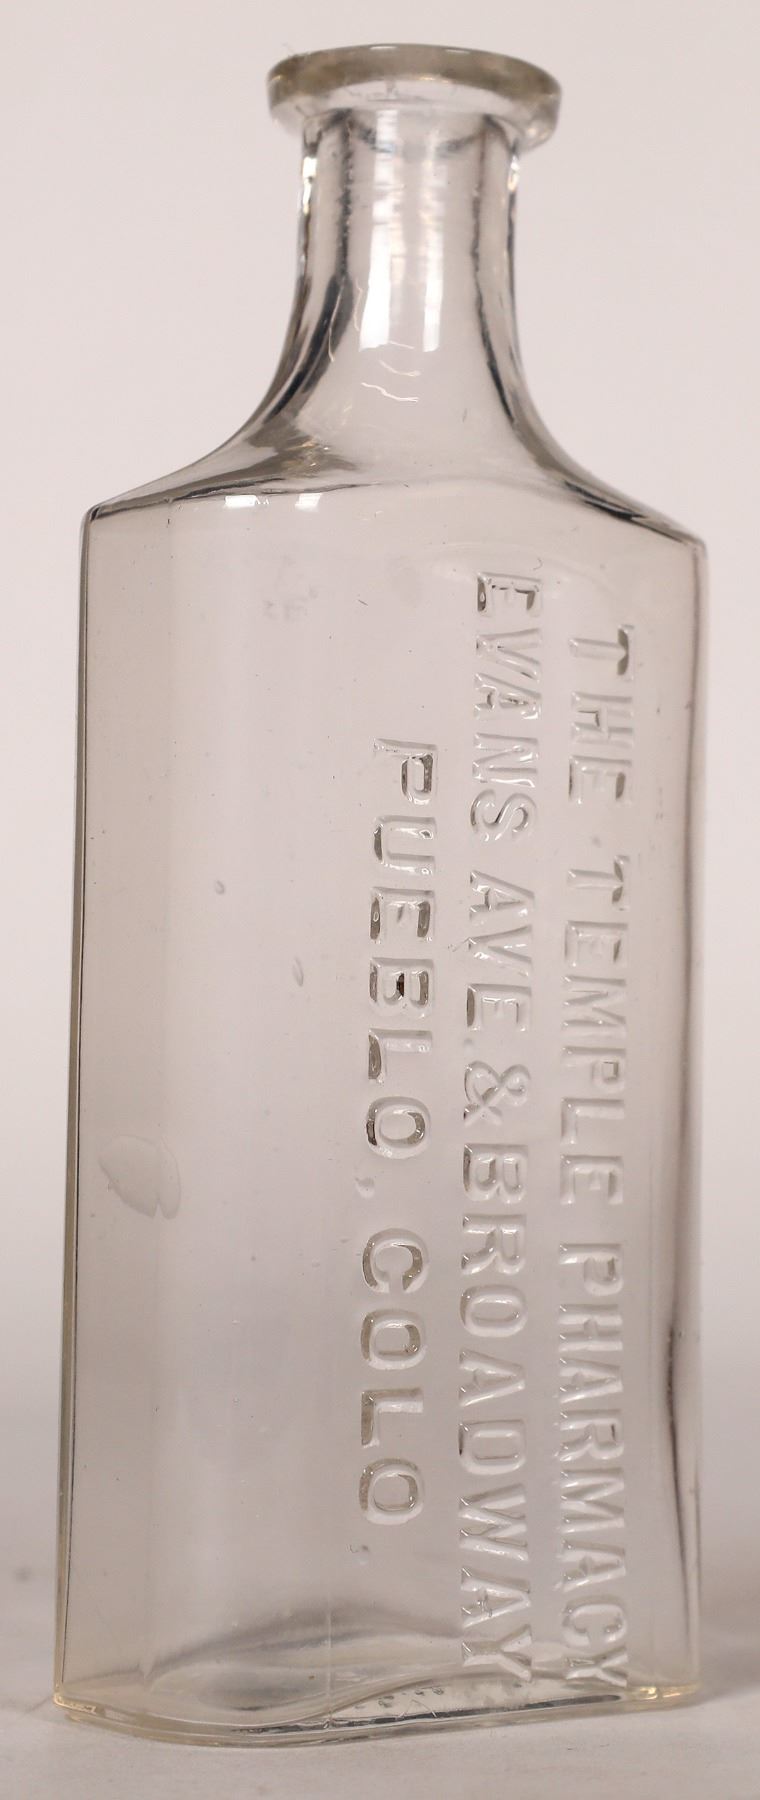 THE TEMPLE PHARMACY
EVANS AVE & BROADWAY
PUEBLO, COLO.